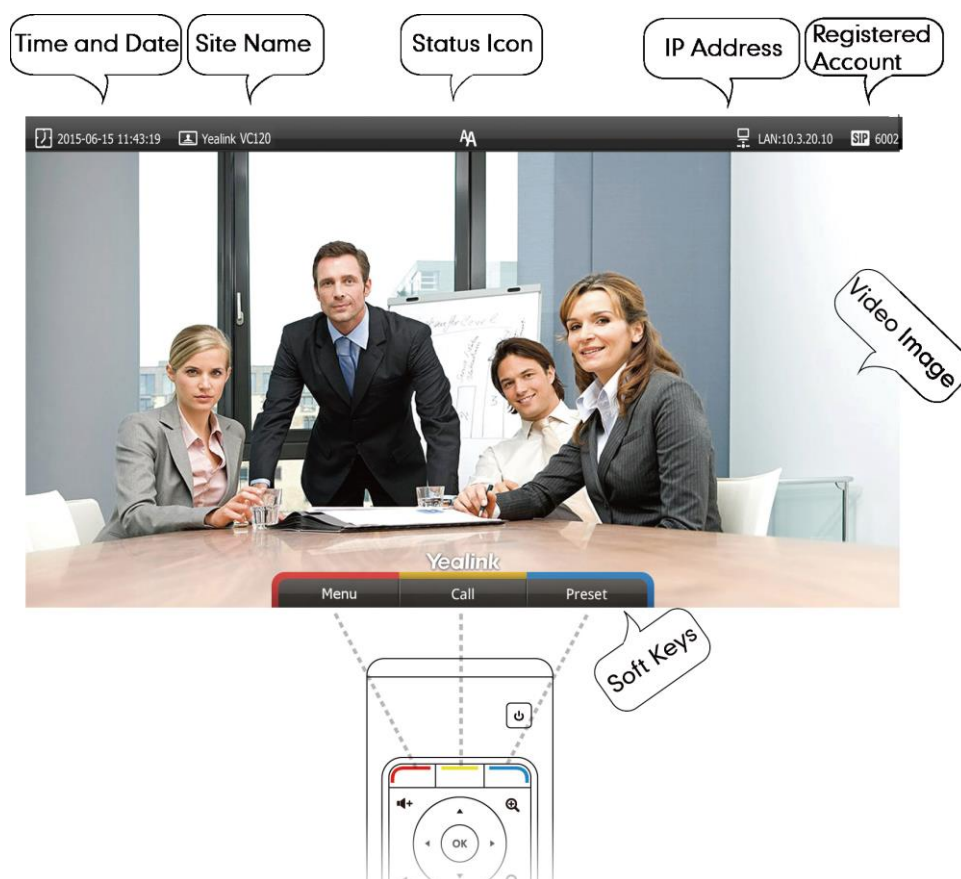 Time and Date
Site Name
Status Icon
IP Address
Registered
Account
2015-06-15 11:43:19
Yealink VC120
AA
LAN:10.3.20.10
SIP 6002
Video Image
Yealink
Menu
Call
Preset
Soft Keys
OK